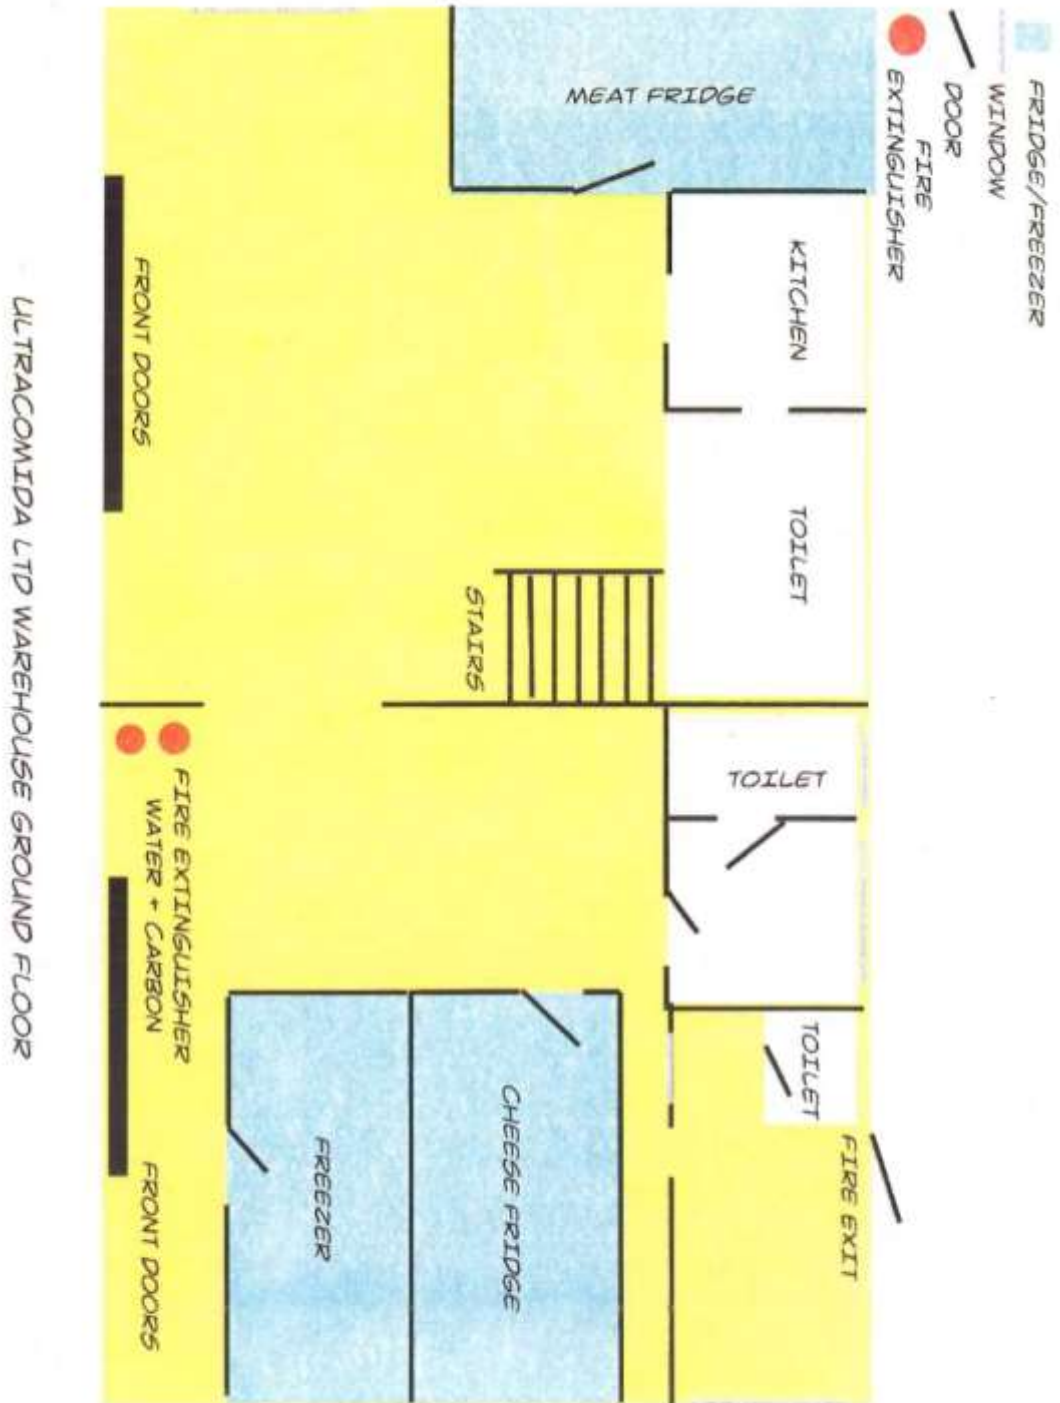 FRIDGE/FREEZER
WINDOW
DOOR
FIRE
EXTINGUISHER
MEAT FRIDGE
KITCHEN
TOILET
FRONT DOORS
STAIRS
TOILET
FIRE EXTINGUISHER
WATER + CARBON
TOILET
FIRE EXIT
CHEESE FRIDGE
FREEZER
FRONT DOORS
ULTRACOMIDA LTD WAREHOUSE GROUND FLOOR